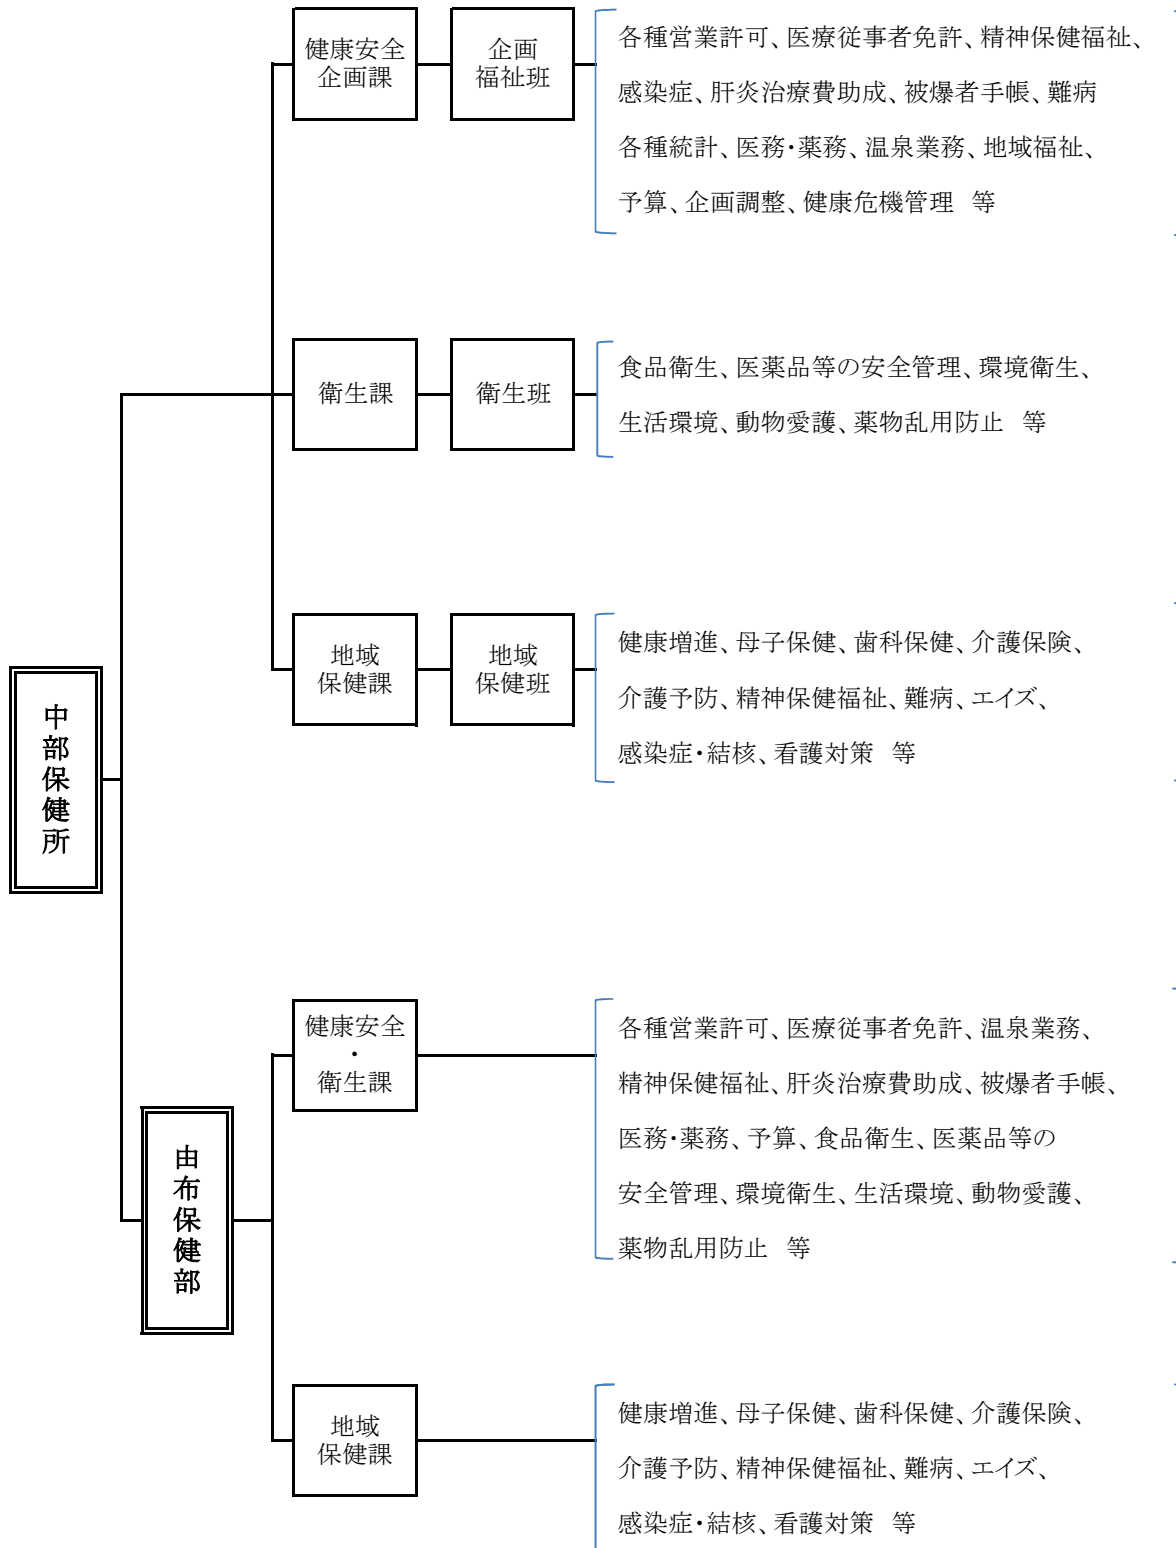 健康安全
企画課
企画
福祉班
各種営業許可、医療従事者免許、精神保健福祉、
感染症、肝炎治療費助成、被爆者手帳、難病
各種統計、医務・薬務、温泉業務、地域福祉、
予算、企画調整、健康危機管理　等
衛生課
衛生班
食品衛生、医薬品等の安全管理、環境衛生、
生活環境、動物愛護、薬物乱用防止　等
地域
保健課
地域
保健班
健康増進、母子保健、歯科保健、介護保険、
介護予防、精神保健福祉、難病、エイズ、
感染症・結核、看護対策　等
中部保健所
健康安全
・
衛生課
各種営業許可、医療従事者免許、温泉業務、
精神保健福祉、肝炎治療費助成、被爆者手帳、
医務・薬務、予算、食品衛生、医薬品等の
安全管理、環境衛生、生活環境、動物愛護、
薬物乱用防止　等
由布保健部
地域
保健課
健康増進、母子保健、歯科保健、介護保険、
介護予防、精神保健福祉、難病、エイズ、
感染症・結核、看護対策　等